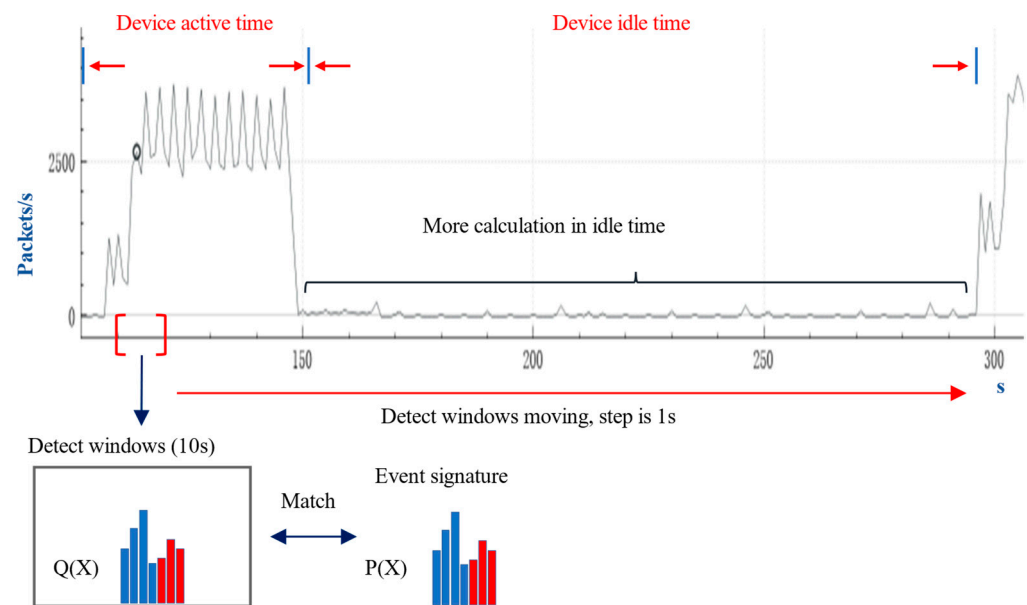 Device active time
Device idle time
Packets/s
2500
More calculation in idle time
0
150
200
250
300
s
Detect windows moving, step is 1s
Detect windows (10s)
Event signature
Match
Q(X)
P(X)